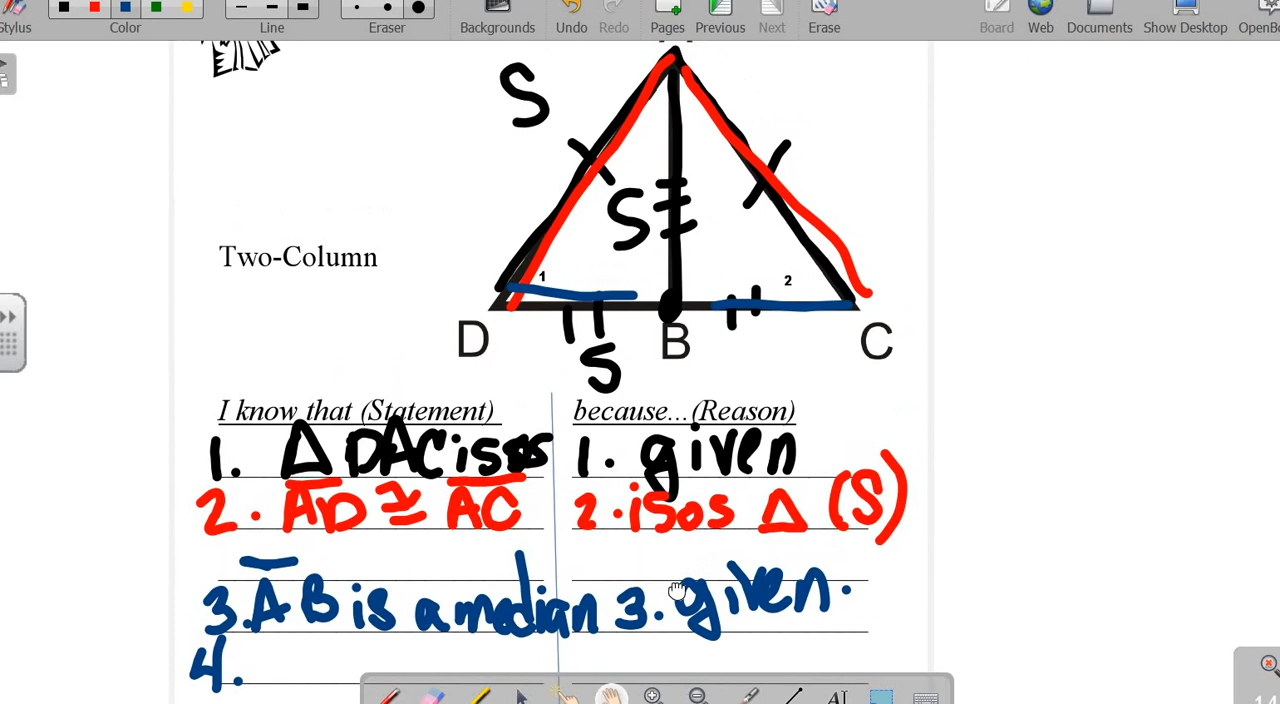 Stylus Color Line Eraser Backgrounds Undo Redo Pages Previous Next Erase Board Web Documents Show Desktop OpenBo
S
S
Two-Column
1 2
D B C
S
I know that (Statement) because...(Reason)
1. Δ DAC is isos 1. given
2. AD ≅ AC 2. isos Δ (S)
3. AB is a median 3. given.
4.